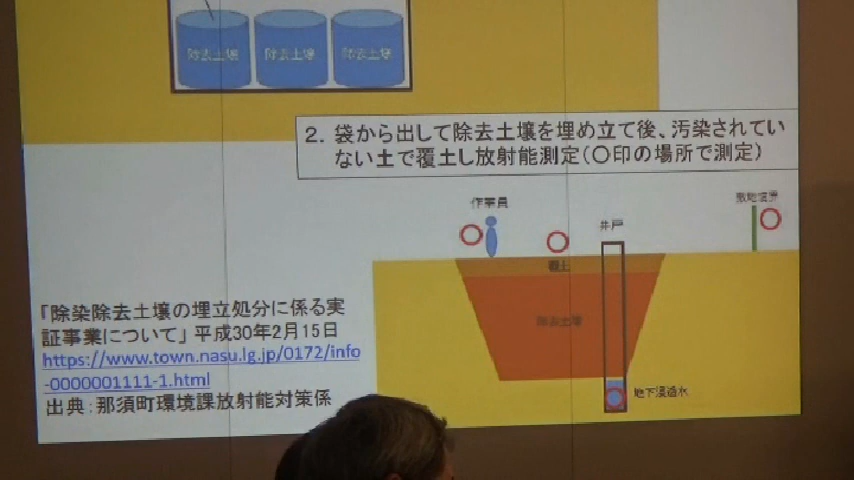 除去土壌 除去土壌 除去土壌
2. 袋から出して除去土壌を埋め立て後、汚染されてい
ない土で覆土し放射能測定(〇印の場所で測定)
作業員
井戸
敷地境界
覆土
除去土壌
地下浸透水
「除染除去土壌の埋立処分に係る実
証事業について」平成30年2月15日
https://www.town.nasu.lg.jp/0172/info
-0000001111-1.html
出典:那須町環境課放射能対策係